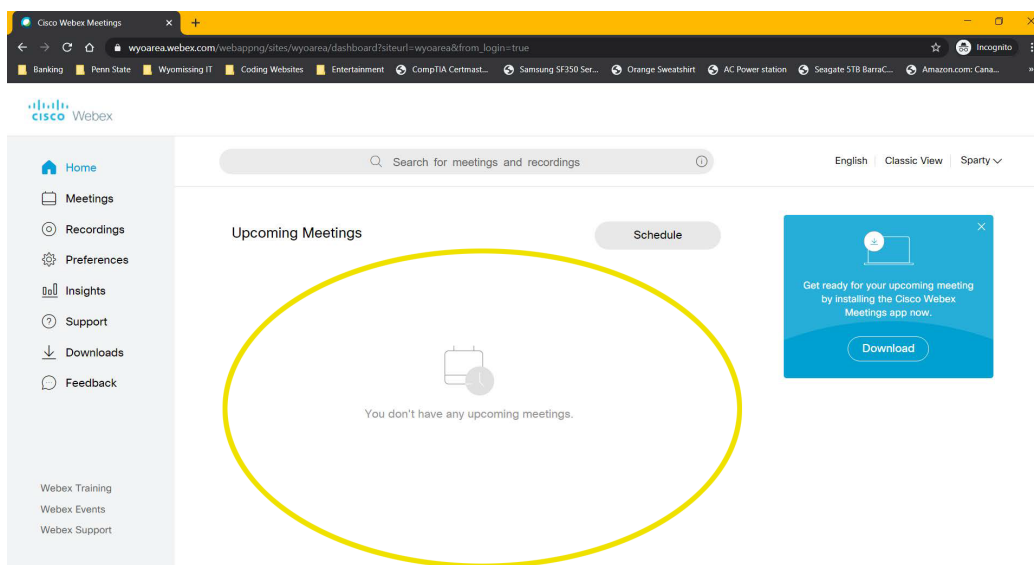 Cisco Webex Meetings
wyoarea.webex.com/webappng/sites/wyoarea/dashboard?siteurl=wyoarea&from_login=true
Incognito
Banking Penn State Wyomissing IT Coding Websites Entertainment CompTIA Certmast... Samsung SF350 Ser... Orange Sweatshirt AC Power station Seagate 5TB BarraC... Amazon.com: Cana... »
cisco Webex
Search for meetings and recordings
English Classic View Sparty
Home
Meetings
Recordings
Preferences
Insights
Support
Downloads
Feedback
Webex Training
Webex Events
Webex Support
Upcoming Meetings
Schedule
You don't have any upcoming meetings.
Get ready for your upcoming meeting
by installing the Cisco Webex
Meetings app now.
Download